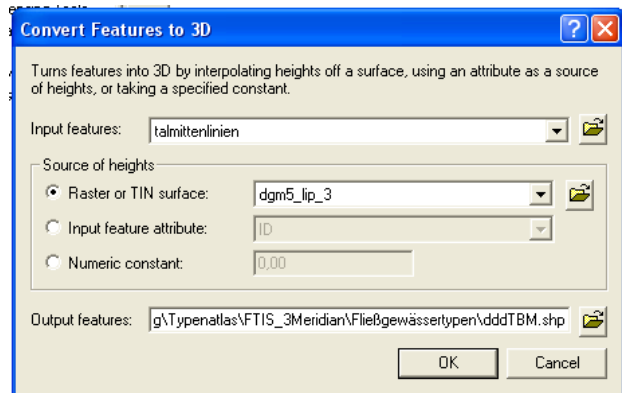 Convert Features to 3D
Turns features into 3D by interpolating heights off a surface, using an attribute as a source
of heights, or taking a specified constant.
Input features: talmittenlinien
Source of heights
Raster or TIN surface: dgm5_lip_3
Input feature attribute: ID
Numeric constant: 0,00
Output features: g\Typenatlas\FTIS_3Meridian\Fließgewässertypen\dddTBM.shp
OK Cancel